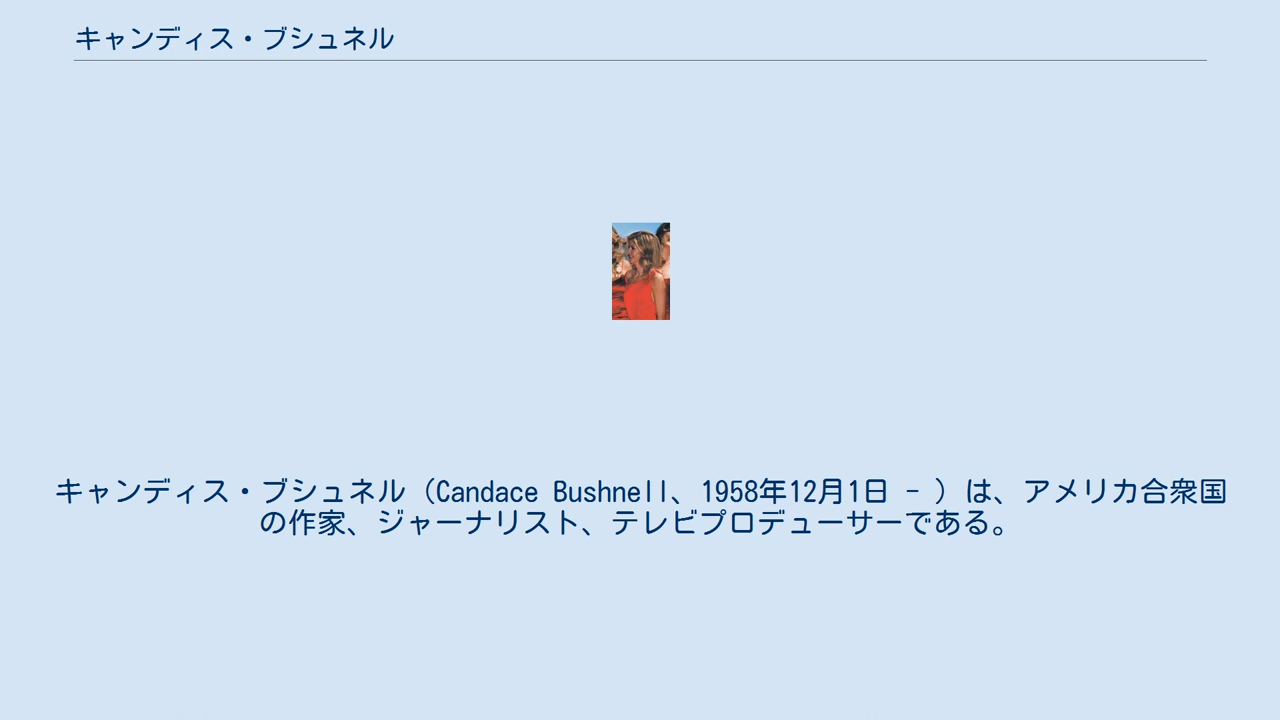 キャンディス・ブシュネル
キャンディス・ブシュネル（Candace Bushnell、1958年12月1日 - ）は、アメリカ合衆国
の作家、ジャーナリスト、テレビプロデューサーである。